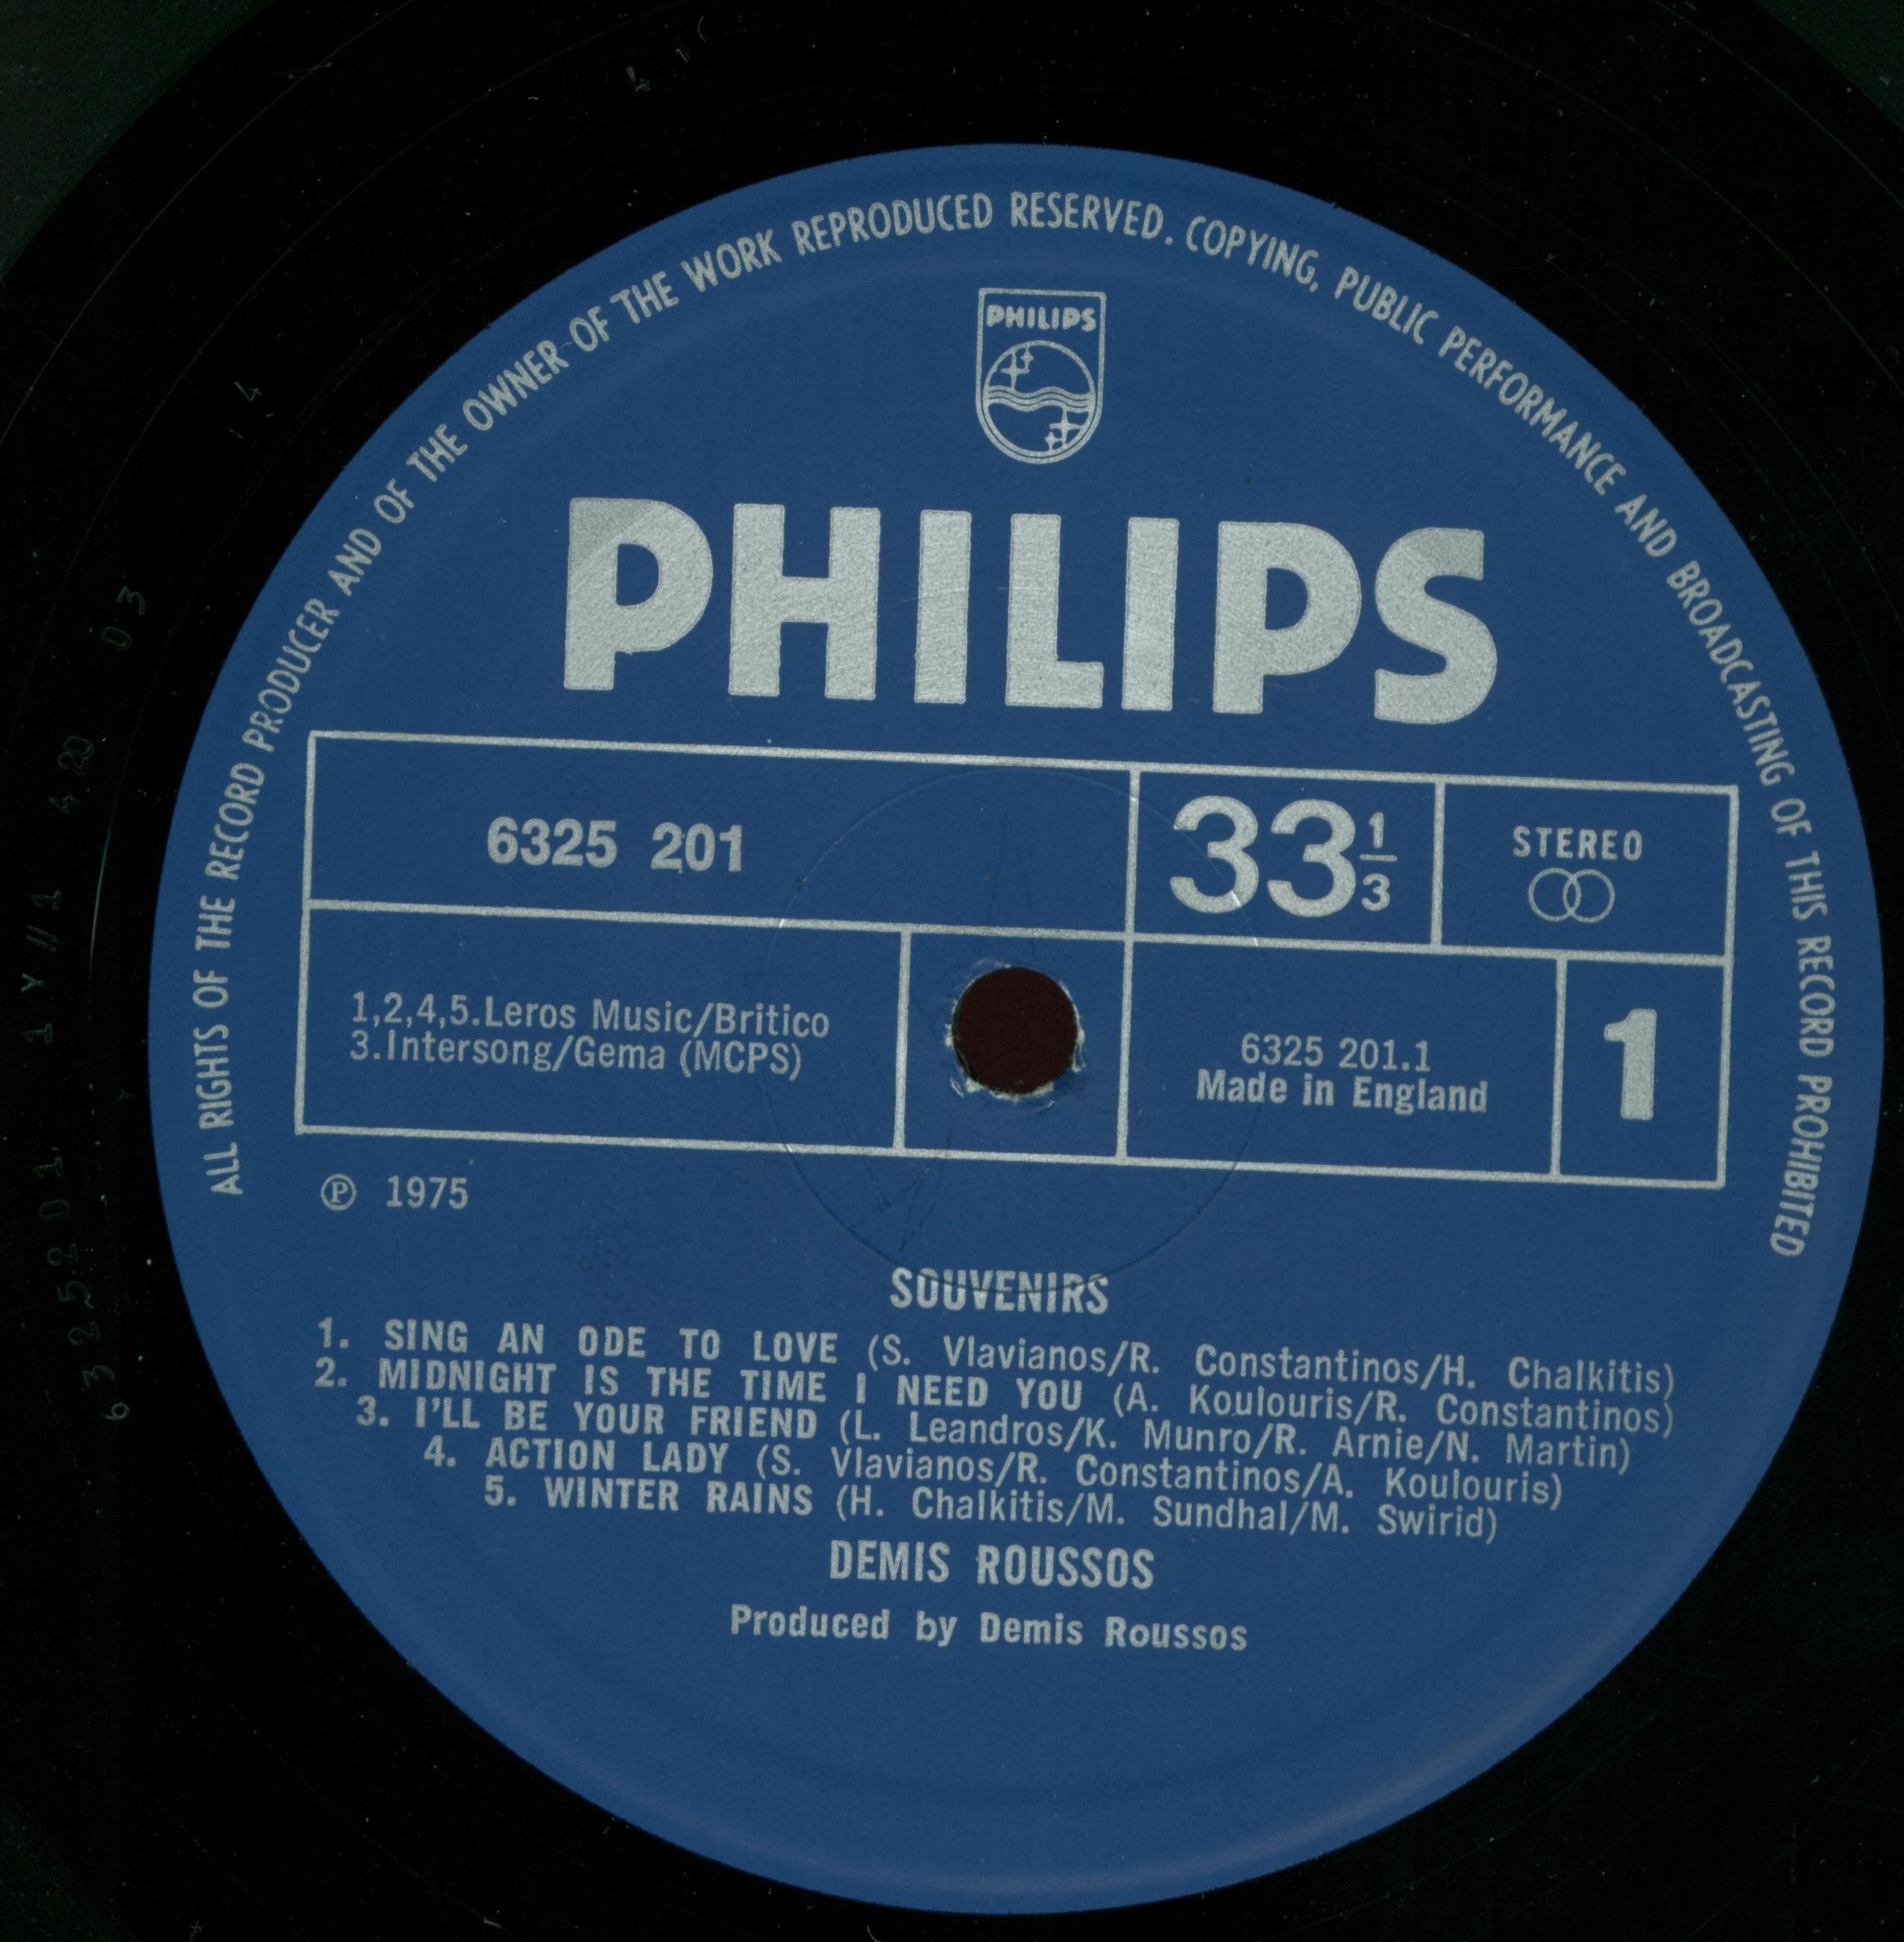 ALL RIGHTS OF THE RECORD PRODUCER AND OF THE OWNER OF THE WORK REPRODUCED RESERVED. COPYING, PUBLIC PERFORMANCE AND BROADCASTING OF THIS RECORD PROHIBITED
PHILIPS
PHILIPS
6325 201
33 1/3
STEREO
1,2,4,5.Leros Music/Britico
3.Intersong/Gema (MCPS)
6325 201.1
Made in England
1
℗ 1975
SOUVENIRS
1. SING AN ODE TO LOVE (S. Vlavianos/R. Constantinos/H. Chalkitis)
2. MIDNIGHT IS THE TIME I NEED YOU (A. Koulouris/R. Constantinos)
3. I'LL BE YOUR FRIEND (L. Leandros/K. Munro/R. Arnie/N. Martin)
4. ACTION LADY (S. Vlavianos/R. Constantinos/A. Koulouris)
5. WINTER RAINS (H. Chalkitis/M. Sundhal/M. Swirid)
DEMIS ROUSSOS
Produced by Demis Roussos
6325201. 1 Y // 1 420 03